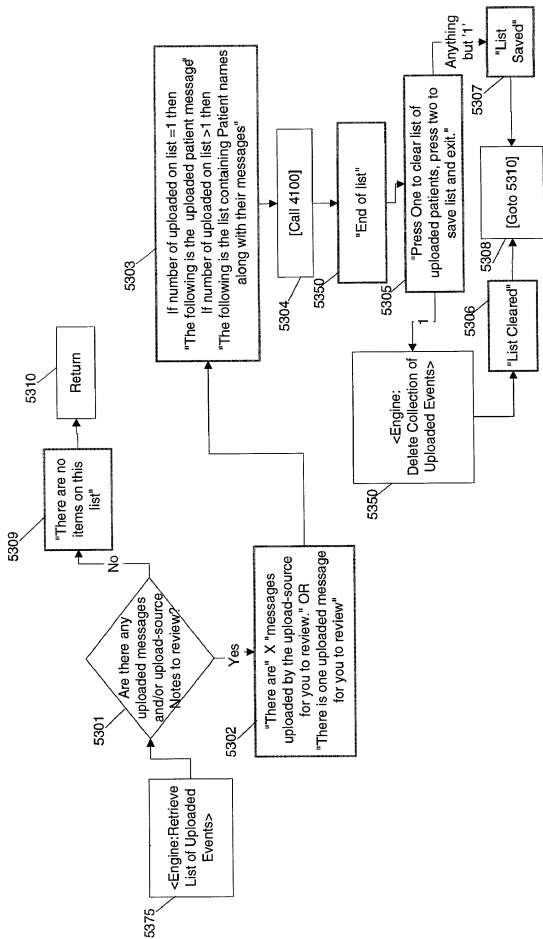 5375
<Engine:Retrieve
List of Uploaded
Events>
5301
Are there any
uploaded messages
and/or upload-source
Notes to review?
No
5309
"There are no
items on this
list"
5310
Return
Yes
5302
"There are" X "messages
uploaded by the upload-source
for you to review." OR
"There is one uploaded message
for you to review"
5303
If number of uploaded on list =1 then
"The following is the uploaded patient message"
If number of uploaded on list >1 then
"The following is the list containing Patient names
along with their messages"
5304
[Call 4100]
5350
"End of list"
5305
"Press One to clear list of
uploaded patients, press two to
save list and exit."
1
<Engine:
Delete Collection of
Uploaded Events>
5350
5306
"List Cleared"
Anything
but '1'
5307
"List
Saved"
5308
[Goto 5310]